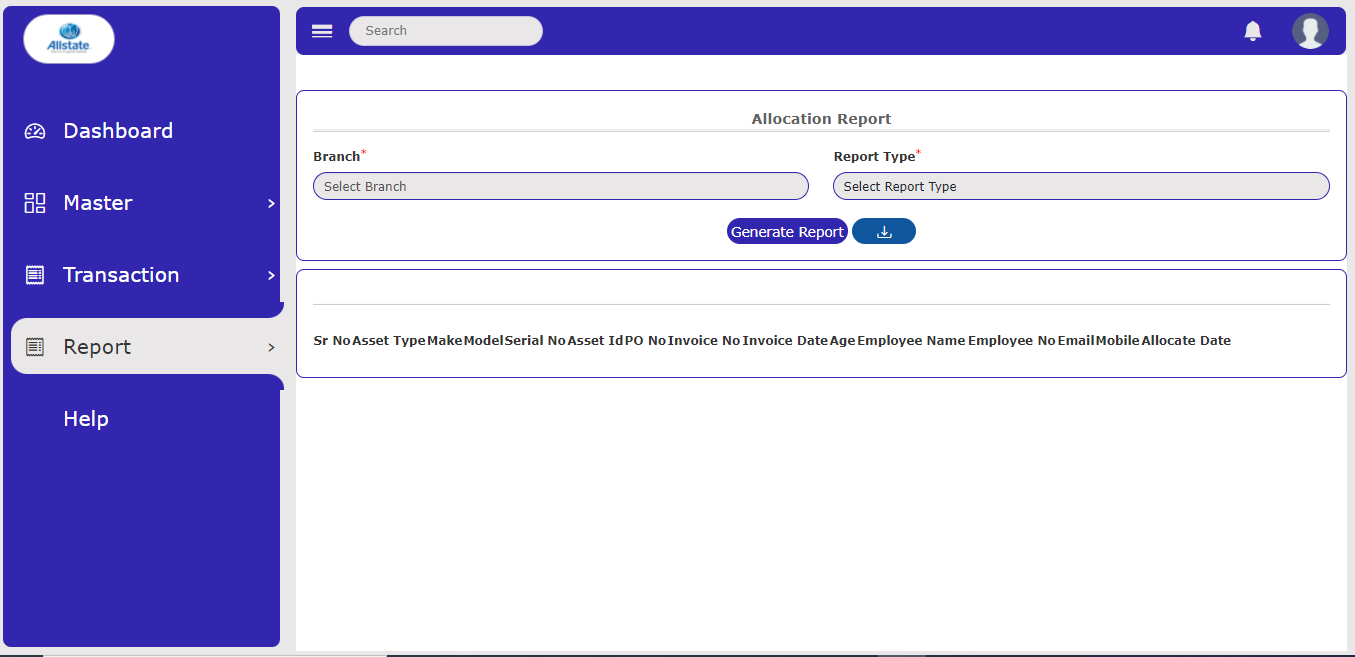 Allstate
Dashboard
Master
Transaction
Report
Help
Search
Allocation Report
Branch*
Report Type*
Select Branch
Select Report Type
Generate Report
Sr No Asset Type Make Model Serial No Asset Id PO No Invoice No Invoice Date Age Employee Name Employee No Email Mobile Allocate Date